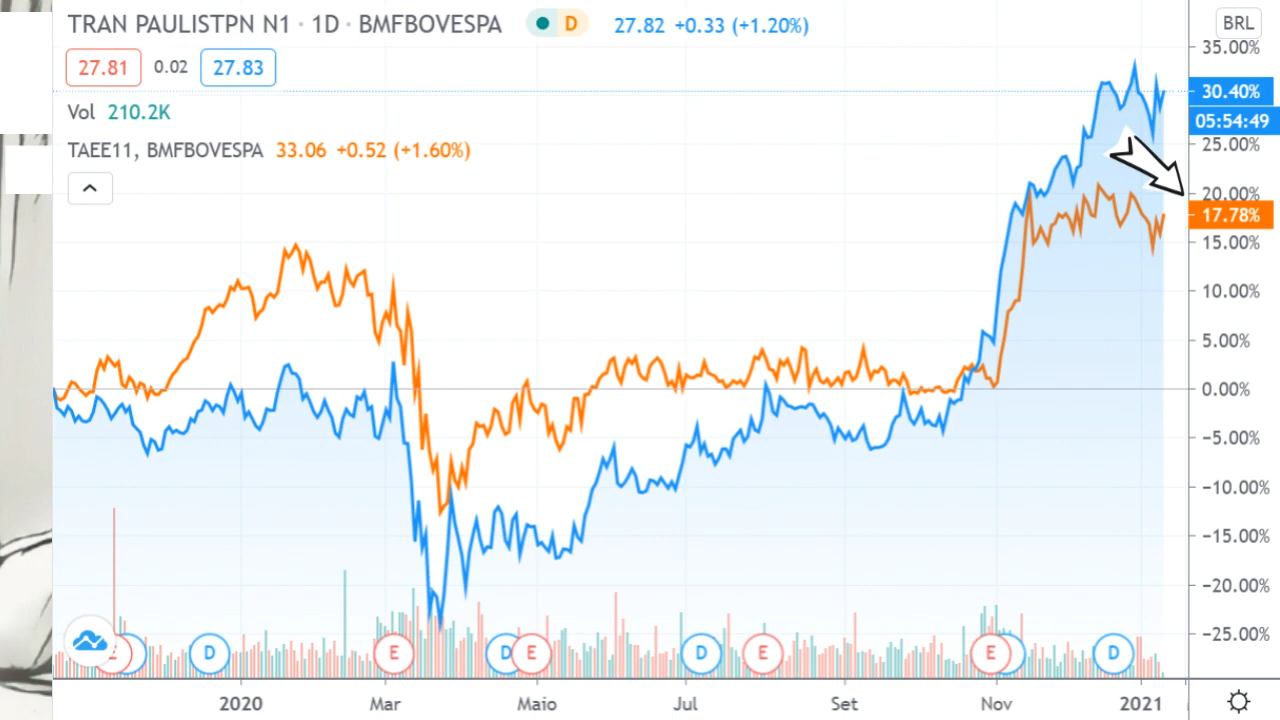 TRAN PAULISTPN N1 · 1D · BMFBOVESPA D 27.82 +0.33 (+1.20%)
BRL
27.81 0.02 27.83
Vol 210.2K
TAEE11, BMFBOVESPA 33.06 +0.52 (+1.60%)
35.00%
30.40%
05:54:49
25.00%
20.00%
17.78%
15.00%
10.00%
5.00%
0.00%
−5.00%
−10.00%
−15.00%
−20.00%
−25.00%
E D E D E D E E D
2020 Mar Maio Jul Set Nov 2021